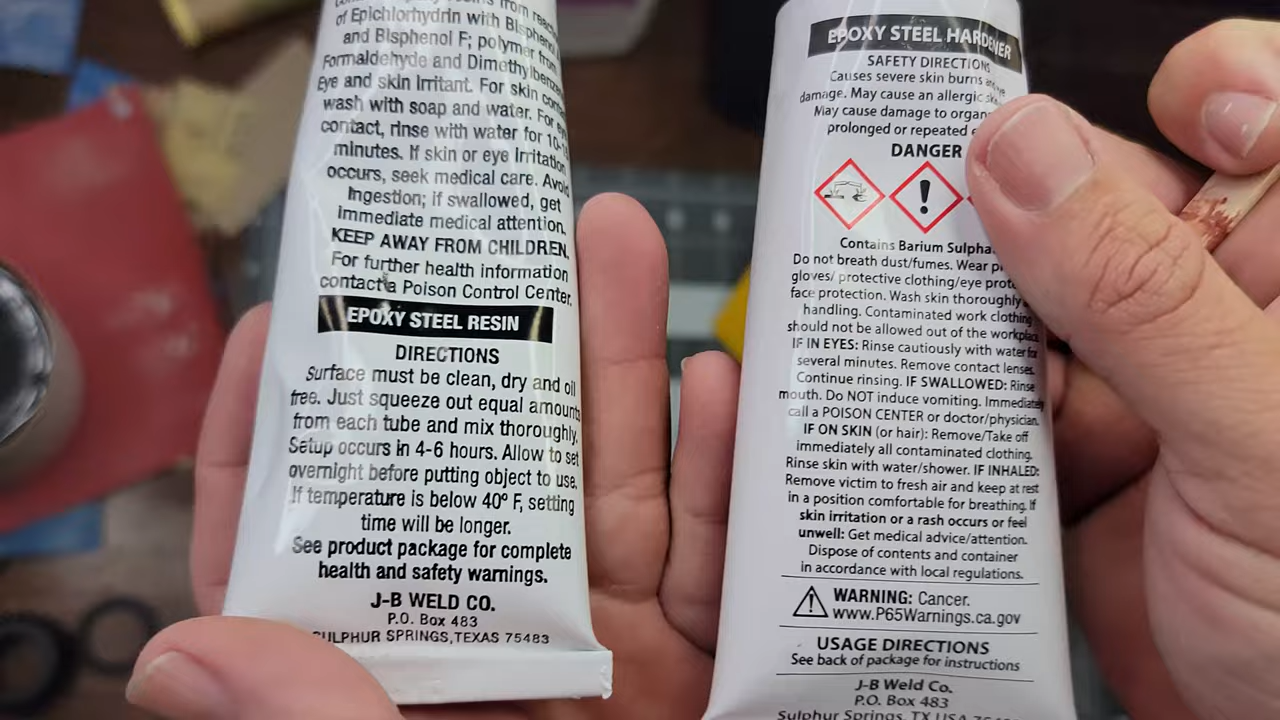 of Epichlorhydrin with Bisphenol
and Bisphenol F; polymer from
Formaldehyde and
Eye and skin Irritant. For skin
wash with soap and water. For
contact, rinse with water for
minutes. If skin or eye Irritation
occurs, seek medical care. Avoid
Ingestion; if swallowed, get
Immediate medical attention.
KEEP AWAY FROM CHILDREN.
For further health information
contact a Poison Control Center.
EPOXY STEEL RESIN
DIRECTIONS
Surface must be clean, dry and oil
free. Just squeeze out equal amounts
from each tube and mix thoroughly.
Setup occurs in 4-6 hours. Allow to set
overnight before putting object to use.
If temperature is below 40º F, setting
time will be longer.
See product package for complete
health and safety warnings.
J-B WELD CO.
P.O. Box 483
SULPHUR SPRINGS, TEXAS 75483
EPOXY STEEL HARDENER
SAFETY DIRECTIONS
Causes severe skin burns
damage. May cause an allergic
May cause damage to
prolonged or repeated
DANGER
Contains Barium
Do not breath dust/fumes. Wear
gloves/ protective clothing/eye
face protection. Wash skin thoroughly
handling. Contaminated work clothing
should not be allowed out of the workplace.
IF IN EYES: Rinse cautiously with water for
several minutes. Remove contact lenses.
Continue rinsing. IF SWALLOWED: Rinse
mouth. Do NOT induce vomiting. Immediately
call a POISON CENTER or doctor/physician.
IF ON SKIN (or hair): Remove/Take off
immediately all contaminated clothing.
Rinse skin with water/shower. IF INHALED:
Remove victim to fresh air and keep at rest
in a position comfortable for breathing. If
skin irritation or a rash occurs or feel
unwell: Get medical advice/attention.
Dispose of contents and container
in accordance with local regulations.
WARNING: Cancer.
www.P65Warnings.ca.gov
USAGE DIRECTIONS
See back of package for instructions
J-B Weld Co.
P.O. Box 483
Sulphur Springs, TX USA